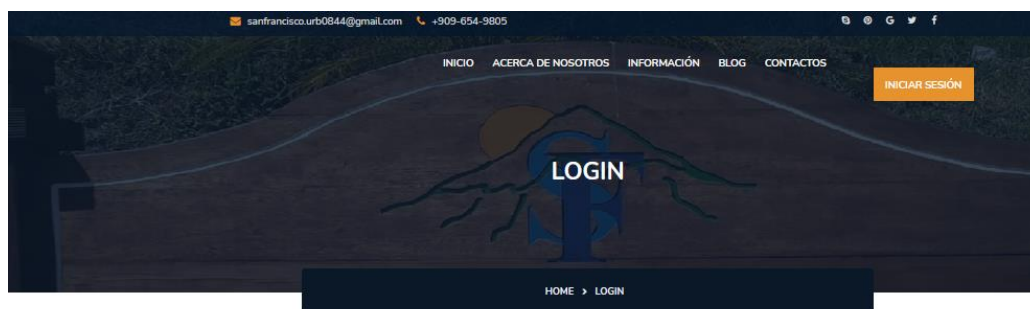 sanfrancisco.urb0844@gmail.com +909-654-9805
INICIO ACERCA DE NOSOTROS INFORMACIÓN BLOG CONTACTOS
INICIAR SESIÓN
LOGIN
SF
HOME > LOGIN